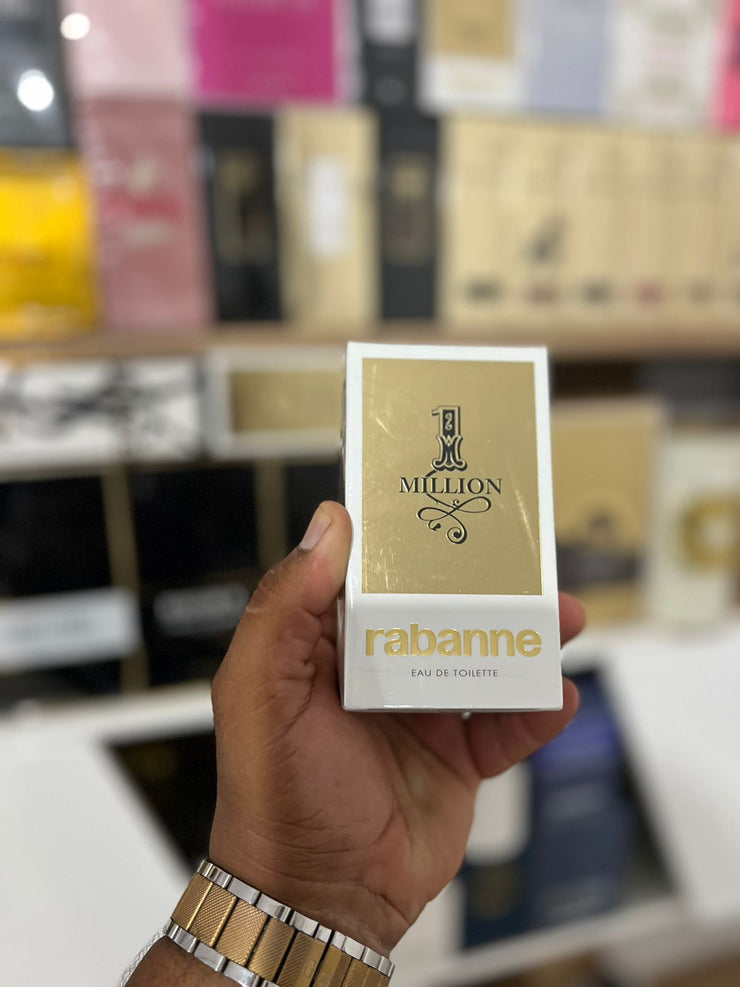 1
MILLION
rabanne
EAU DE TOILETTE